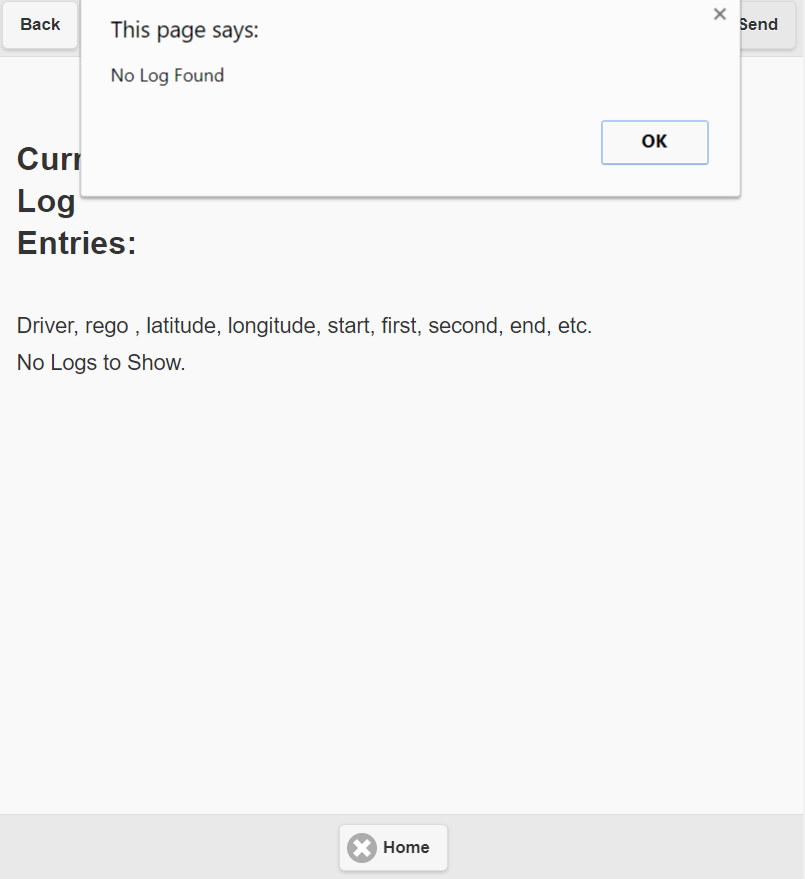 Back
Send
This page says:
No Log Found
OK
Log
Entries:
Driver, rego , latitude, longitude, start, first, second, end, etc.
No Logs to Show.
Home